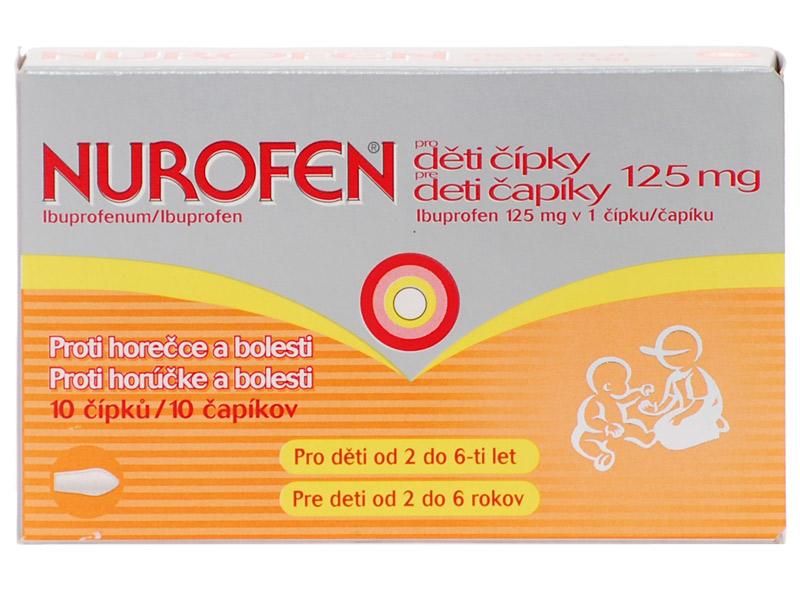 NUROFEN®
Ibuprofenum/Ibuprofen
pro
děti čípky
pre
deti čapíky 125 mg
Ibuprofen 125 mg v 1 čípku/čapíku
Proti horečce a bolesti
Proti horúčke a bolesti
10 čípků/10 čapíkov
Pro děti od 2 do 6-ti let
Pre deti od 2 do 6 rokov